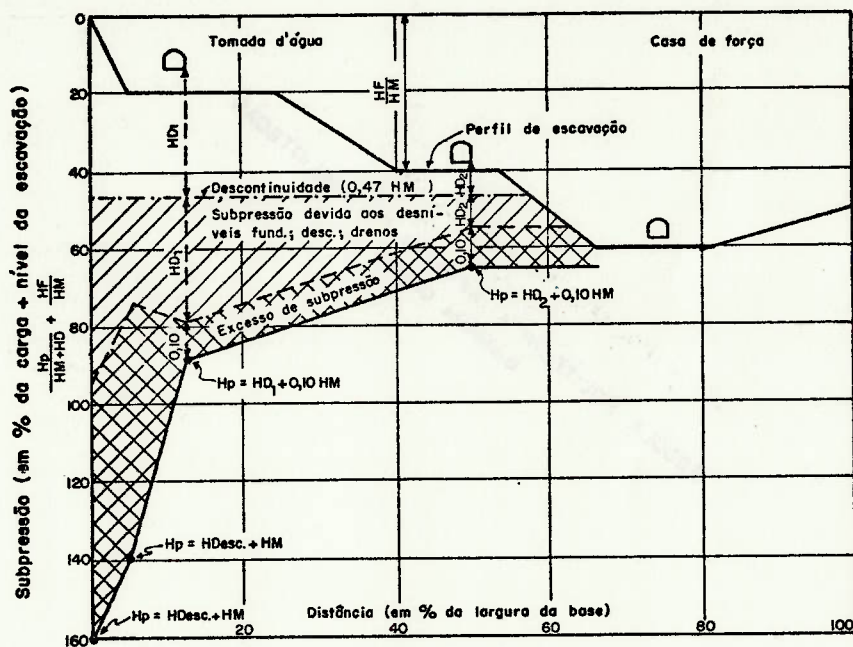 Tomada d'água
Casa de força
HF
HM
HD₁
Perfil de escavação
Descontinuidade (0,47 HM)
Subpressão devida aos desní-
veis fund.; desc.; drenos
HD₂
HD₂
HD₁
0,10
0,10
Excesso de subpressão
Hp = HD₂ + 0,10 HM
Hp = HD₁ + 0,10 HM
Hp = HDesc. + HM
Hp = HDesc. + HM
Distância (em % da largura da base)
Subpressão (em % da carga + nível da escavação)
Hp
HM+HD
+
HF
HM
0
20
40
60
80
100
120
140
160
20
40
60
80
100